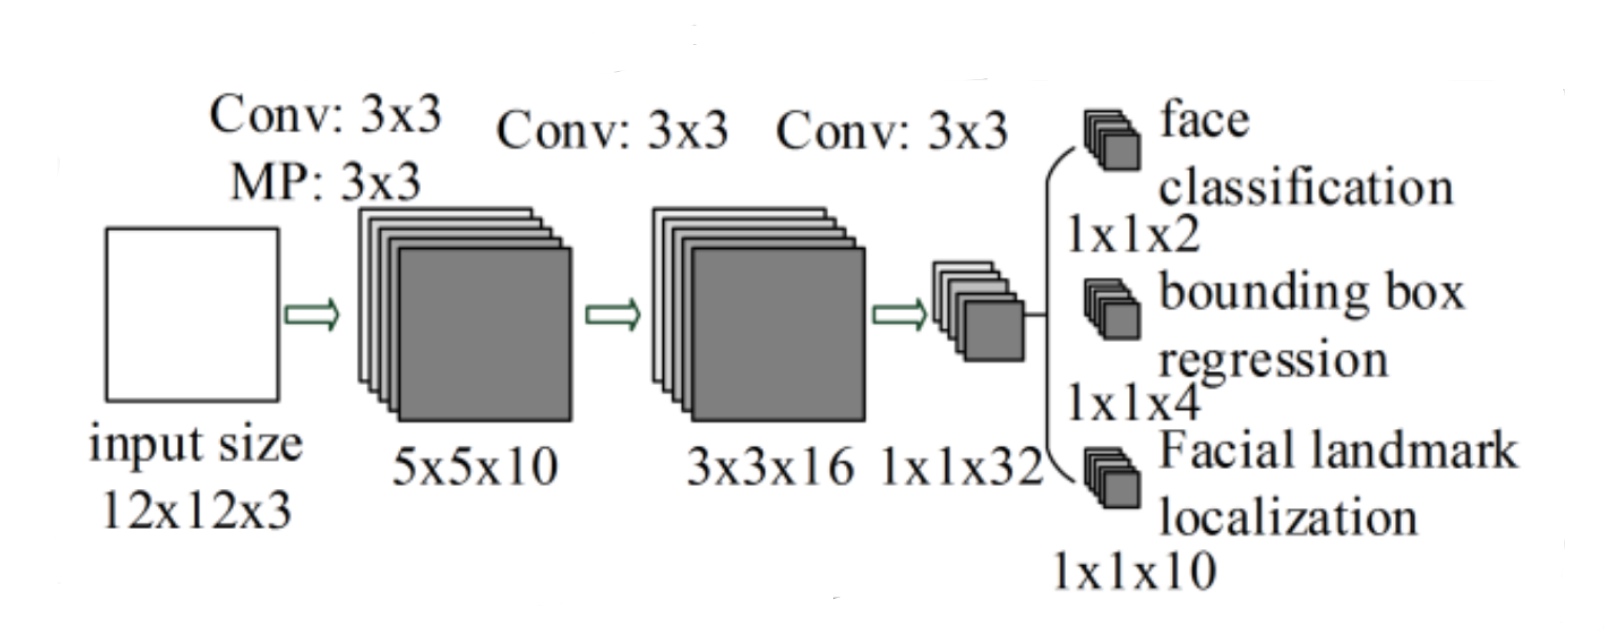 Conv: 3x3
MP: 3x3
Conv: 3x3
Conv: 3x3
input size
12x12x3
5x5x10
3x3x16
1x1x32
face
classification
1x1x2
bounding box
regression
1x1x4
Facial landmark
localization
1x1x10